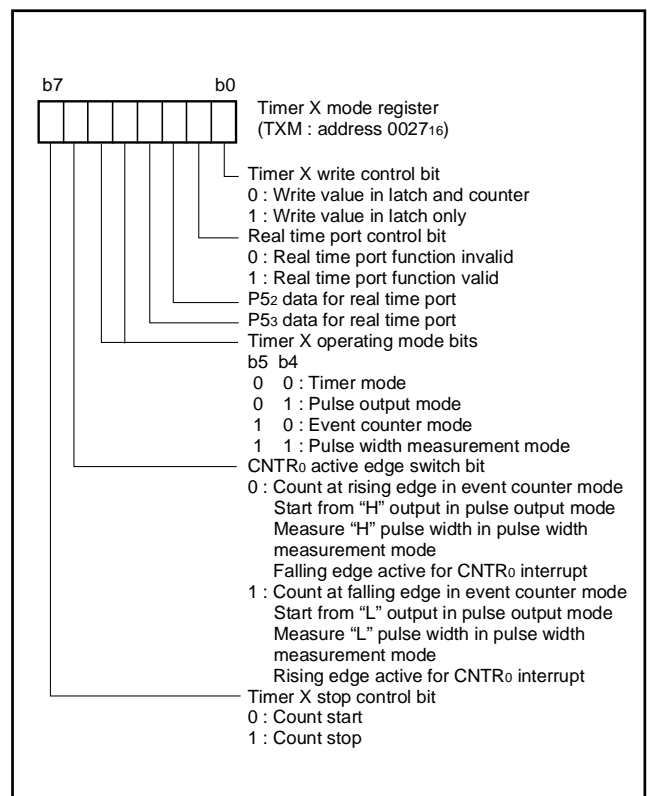 b7 b0
Timer X mode register
(TXM : address 002716)
Timer X write control bit
0 : Write value in latch and counter
1 : Write value in latch only
Real time port control bit
0 : Real time port function invalid
1 : Real time port function valid
P52 data for real time port
P53 data for real time port
Timer X operating mode bits
b5 b4
0 0 : Timer mode
0 1 : Pulse output mode
1 0 : Event counter mode
1 1 : Pulse width measurement mode
CNTR0 active edge switch bit
0 : Count at rising edge in event counter mode
Start from “H” output in pulse output mode
Measure “H” pulse width in pulse width
measurement mode
Falling edge active for CNTR0 interrupt
1 : Count at falling edge in event counter mode
Start from “L” output in pulse output mode
Measure “L” pulse width in pulse width
measurement mode
Rising edge active for CNTR0 interrupt
Timer X stop control bit
0 : Count start
1 : Count stop